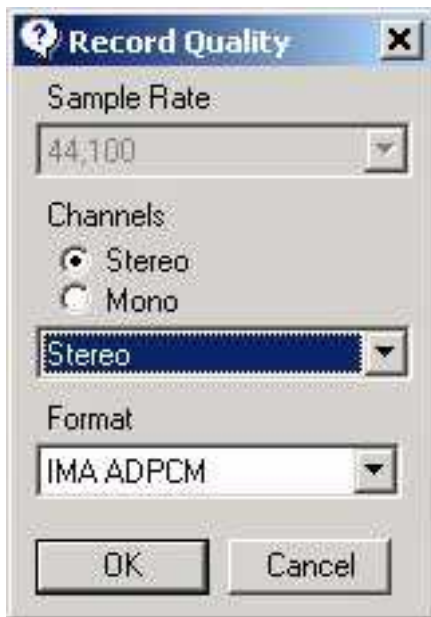 Record Quality
Sample Rate
44,100
Channels
Stereo
Mono
Stereo
Format
IMA ADPCM
OK Cancel